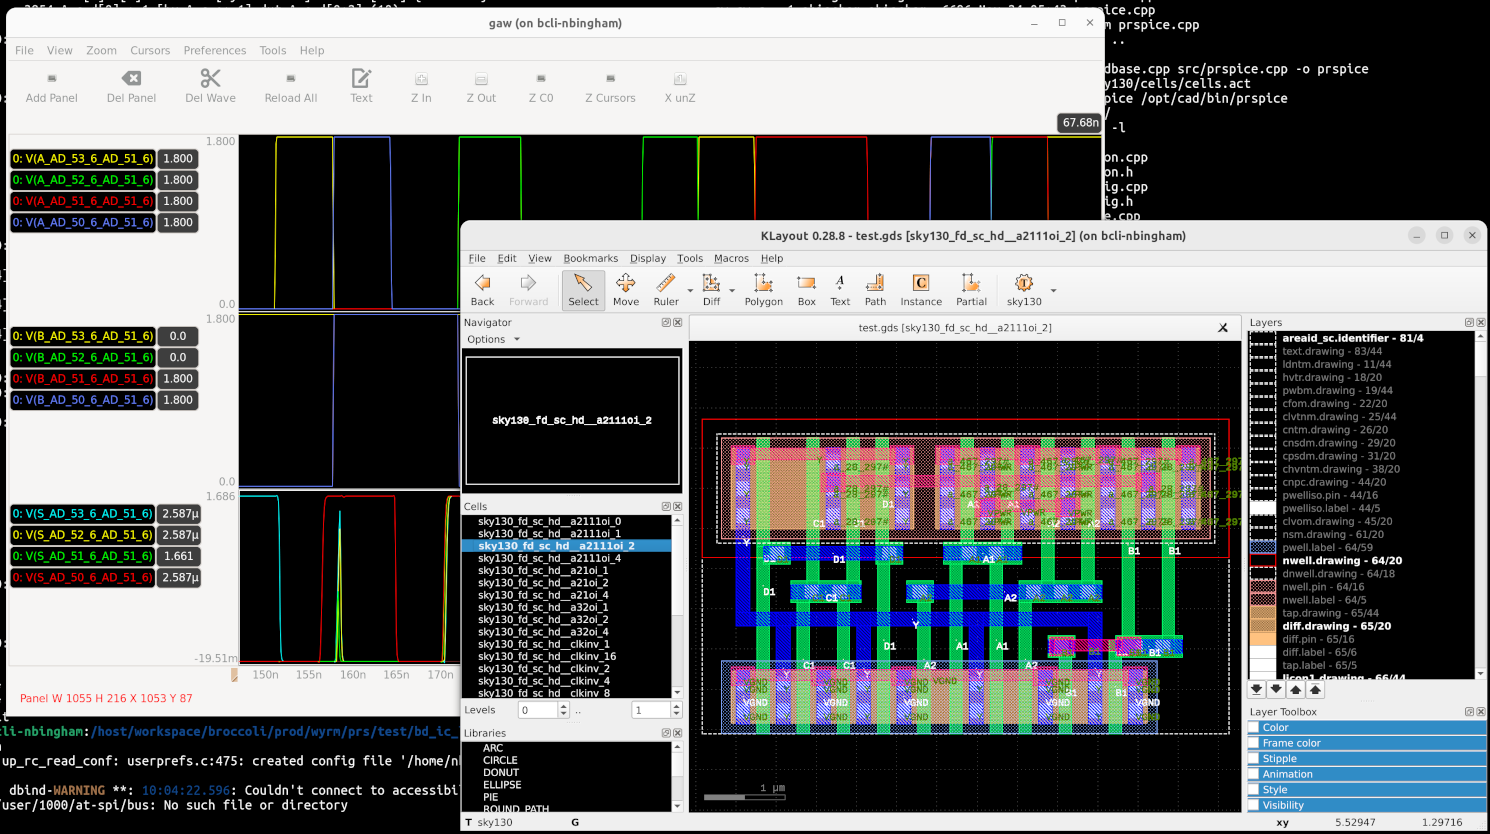 gaw (on bcli-nbingham)
File View Zoom Cursors Preferences Tools Help
Add Panel Del Panel Del Wave Reload All Text Z In Z Out Z C0 Z Cursors X unZ
67.68n
1.800
0: V(A_AD_53_6_AD_51_6) 1.800
0: V(A_AD_52_6_AD_51_6) 1.800
0: V(A_AD_51_6_AD_51_6) 1.800
0: V(A_AD_50_6_AD_51_6) 1.800
0.0
1.800
0: V(B_AD_53_6_AD_51_6) 0.0
0: V(B_AD_52_6_AD_51_6) 0.0
0: V(B_AD_51_6_AD_51_6) 1.800
0: V(B_AD_50_6_AD_51_6) 1.800
0.0
1.686
0: V(S_AD_53_6_AD_51_6) 2.587µ
0: V(S_AD_52_6_AD_51_6) 2.587µ
0: V(S_AD_51_6_AD_51_6) 1.661
0: V(S_AD_50_6_AD_51_6) 2.587µ
-19.51m
150n 155n 160n 165n 170n
Panel W 1055 H 216 X 1053 Y 87
spice.cpp
prspice.cpp
..
dbase.cpp src/prspice.cpp -o prspice
y130/cells/cells.act
pice /opt/cad/bin/prspice
/
-l
on.cpp
on.h
ig.cpp
ig.h
e.cpp
cli-nbingham:/host/workspace/broccoli/prod/wyrm/prs/test/bd_ic_
up_rc_read_conf: userprefs.c:475: created config file '/home/nb
dbind-WARNING **: 10:04:22.596: Couldn't connect to accessibil
/user/1000/at-spi/bus: No such file or directory
KLayout 0.28.8 - test.gds [sky130_fd_sc_hd__a2111oi_2] (on bcli-nbingham)
File Edit View Bookmarks Display Tools Macros Help
Back Forward Select Move Ruler Diff Polygon Box Text Path Instance Partial sky130
Navigator
Options
sky130_fd_sc_hd__a2111oi_2
Cells
sky130_fd_sc_hd__a2111oi_0
sky130_fd_sc_hd__a2111oi_1
sky130_fd_sc_hd__a2111oi_2
sky130_fd_sc_hd__a2111oi_4
sky130_fd_sc_hd__a21oi_1
sky130_fd_sc_hd__a21oi_2
sky130_fd_sc_hd__a21oi_4
sky130_fd_sc_hd__a32oi_1
sky130_fd_sc_hd__a32oi_2
sky130_fd_sc_hd__a32oi_4
sky130_fd_sc_hd__clkinv_1
sky130_fd_sc_hd__clkinv_16
sky130_fd_sc_hd__clkinv_2
sky130_fd_sc_hd__clkinv_4
sky130_fd_sc_hd__clkinv_8
Levels 0 .. 1
Libraries
ARC
CIRCLE
DONUT
ELLIPSE
PIE
ROUND_PATH
T sky130 G
test.gds [sky130_fd_sc_hd__a2111oi_2]
D1
C1
B1 B1
Y
D1 A1
D1 C1 A2
Y
D1 A1 A1
C1 C1 A2 A2 B1
VGND
B1
VGND VGND VGND VGND VGND
1 µm
Layers
areaid_sc.identifier - 81/4
text.drawing - 83/44
ldntm.drawing - 11/44
hvtr.drawing - 18/20
pwbm.drawing - 19/44
cfom.drawing - 22/20
clvtnm.drawing - 25/44
cntm.drawing - 26/20
cnsdm.drawing - 29/20
cpsdm.drawing - 31/20
chvntm.drawing - 38/20
cnpc.drawing - 44/20
pwelliso.pin - 44/16
pwelliso.label - 44/5
clvom.drawing - 45/20
nsm.drawing - 61/20
pwell.label - 64/59
nwell.drawing - 64/20
dnwell.drawing - 64/18
nwell.pin - 64/16
nwell.label - 64/5
tap.drawing - 65/44
diff.drawing - 65/20
diff.pin - 65/16
diff.label - 65/6
tap.label - 65/5
licon1.drawing - 66/44
Layer Toolbox
Color
Frame color
Stipple
Animation
Style
Visibility
xy 5.52947 1.29716